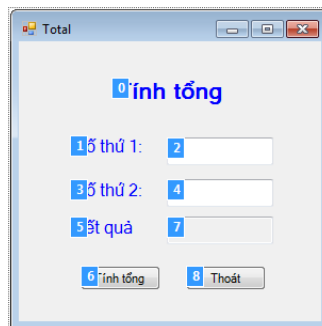 Total
0 ính tổng
1 ố thứ 1: 2
3 ố thứ 2: 4
5 ết quả 7
6 ính tổng 8 Thoát